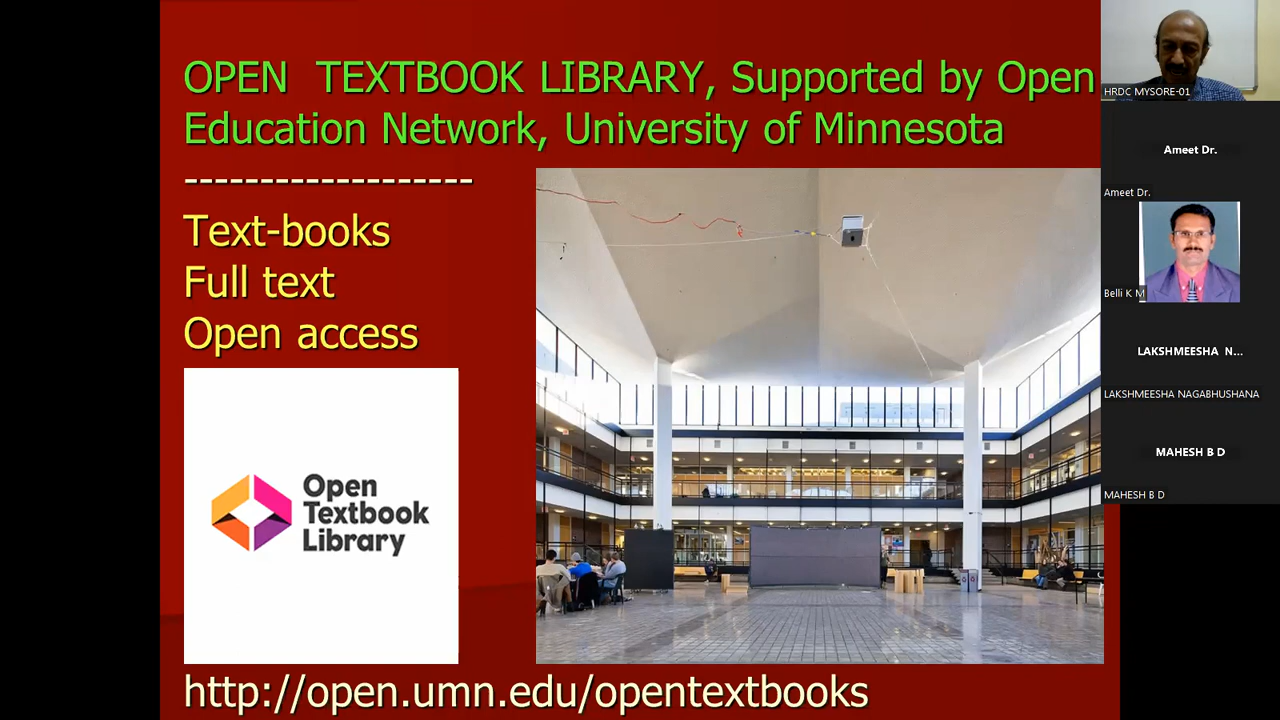 OPEN  TEXTBOOK LIBRARY, Supported by Open
Education Network, University of Minnesota
-------------------
Text-books
Full text
Open access
Open
Textbook
Library
http://open.umn.edu/opentextbooks
HRDC MYSORE-01
Ameet Dr.
Ameet Dr.
Belli K M
LAKSHMEESHA N...
LAKSHMEESHA NAGABHUSHANA
MAHESH B D
MAHESH B D